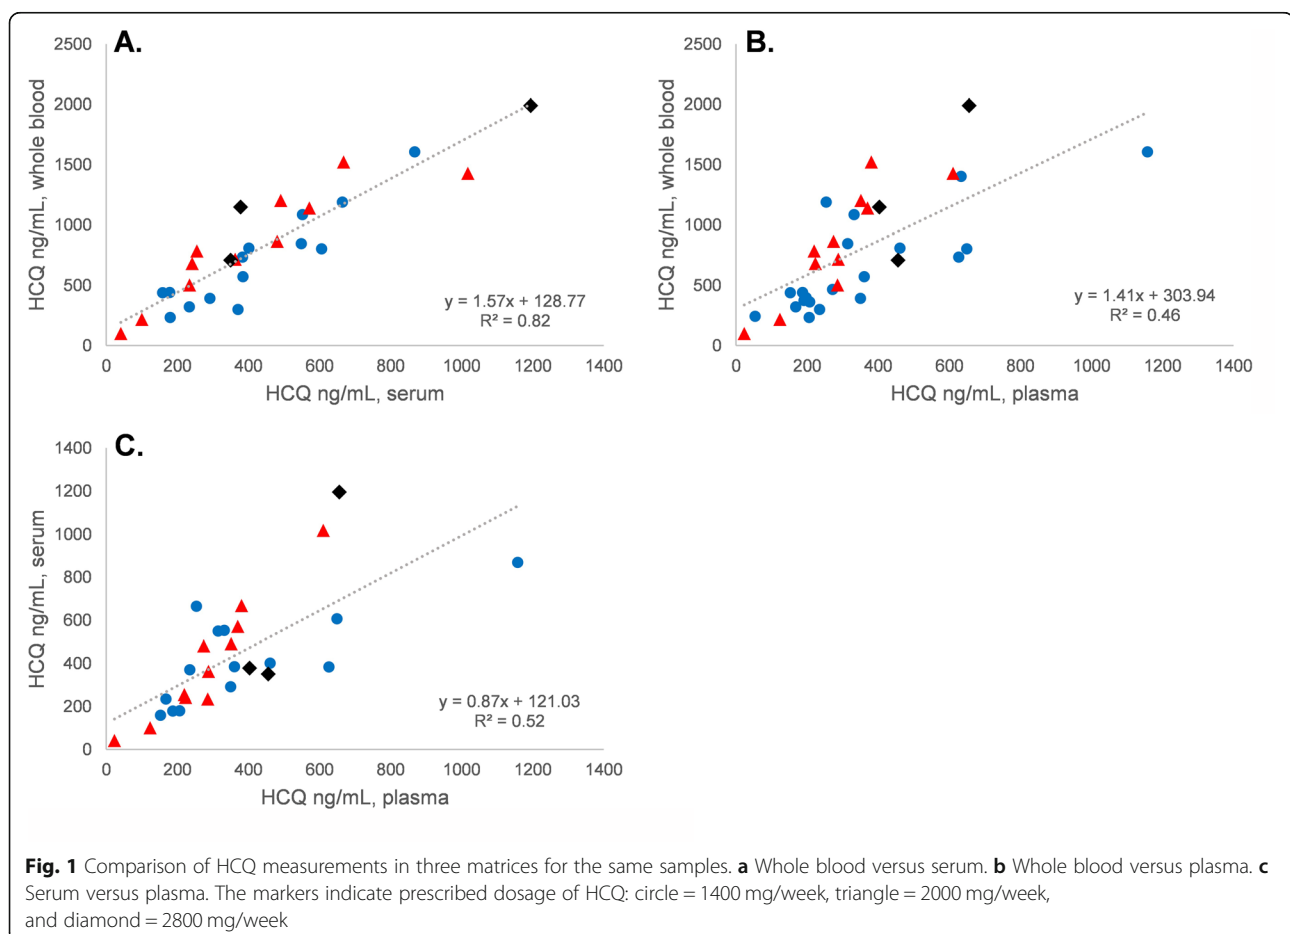 A.
2500
2000
1500
1000
500
0
HCQ ng/mL, whole blood
y = 1.57x + 128.77
R² = 0.82
0 200 400 600 800 1000 1200 1400
HCQ ng/mL, serum
B.
2500
2000
1500
1000
500
0
HCQ ng/mL, whole blood
y = 1.41x + 303.94
R² = 0.46
0 200 400 600 800 1000 1200 1400
HCQ ng/mL, plasma
C.
1400
1200
1000
800
600
400
200
0
HCQ ng/mL, serum
y = 0.87x + 121.03
R² = 0.52
0 200 400 600 800 1000 1200 1400
HCQ ng/mL, plasma
Fig. 1 Comparison of HCQ measurements in three matrices for the same samples. a Whole blood versus serum. b Whole blood versus plasma. c
Serum versus plasma. The markers indicate prescribed dosage of HCQ: circle = 1400 mg/week, triangle = 2000 mg/week,
and diamond = 2800 mg/week